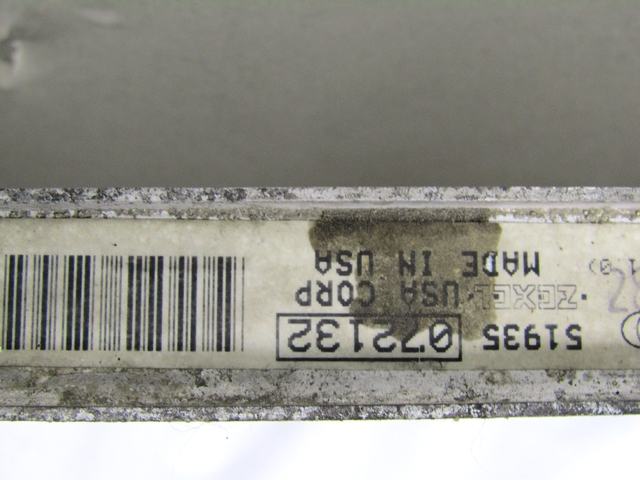 51935 072132
ZEXEL USA CORP
MADE IN USA